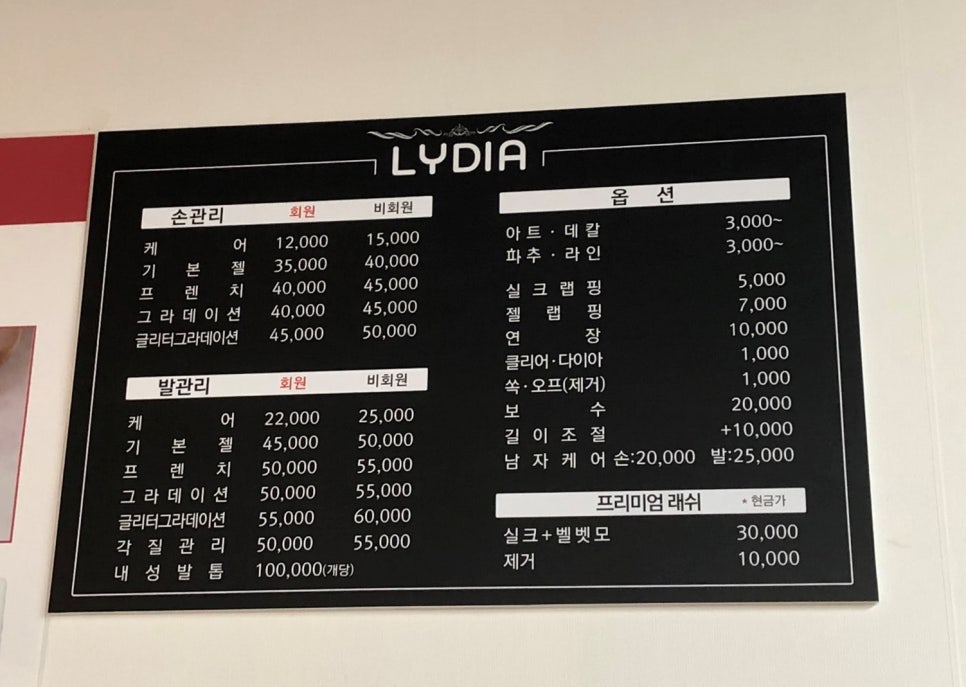 LYDIA
손관리 회원 비회원
케어 12,000 15,000
기본젤 35,000 40,000
프렌치 40,000 45,000
그라데이션 40,000 45,000
글리터그라데이션 45,000 50,000
발관리 회원 비회원
케어 22,000 25,000
기본젤 45,000 50,000
프렌치 50,000 55,000
그라데이션 50,000 55,000
글리터그라데이션 55,000 60,000
각질관리 50,000 55,000
내성발톱 100,000(개당)
옵션
아트·데칼 3,000~
파츠·라인 3,000~
실크랩핑 5,000
젤랩핑 7,000
연장 10,000
클리어·다이아 1,000
쏙·오프(제거) 1,000
보수 20,000
길이조절 +10,000
남자케어 손:20,000 발:25,000
프리미엄 래쉬 *현금가
실크+벨벳모 30,000
제거 10,000